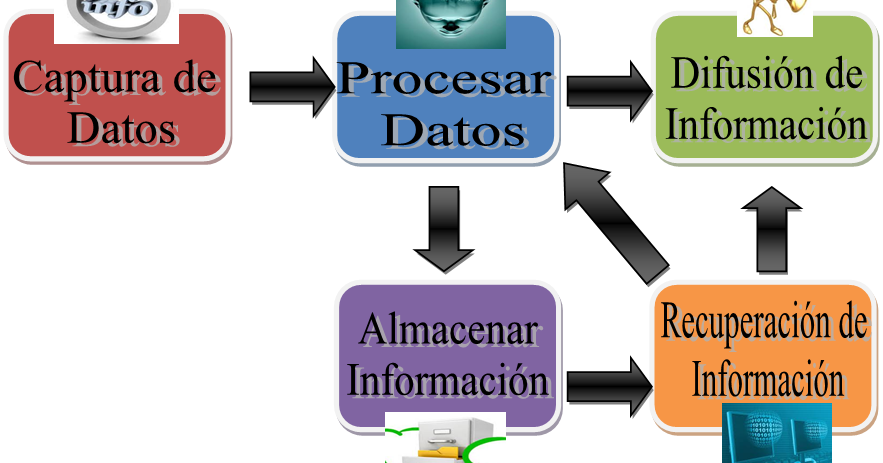 Captura de
Datos
Procesar
Datos
Difusión de
Información
Almacenar
Información
Recuperación de
Información